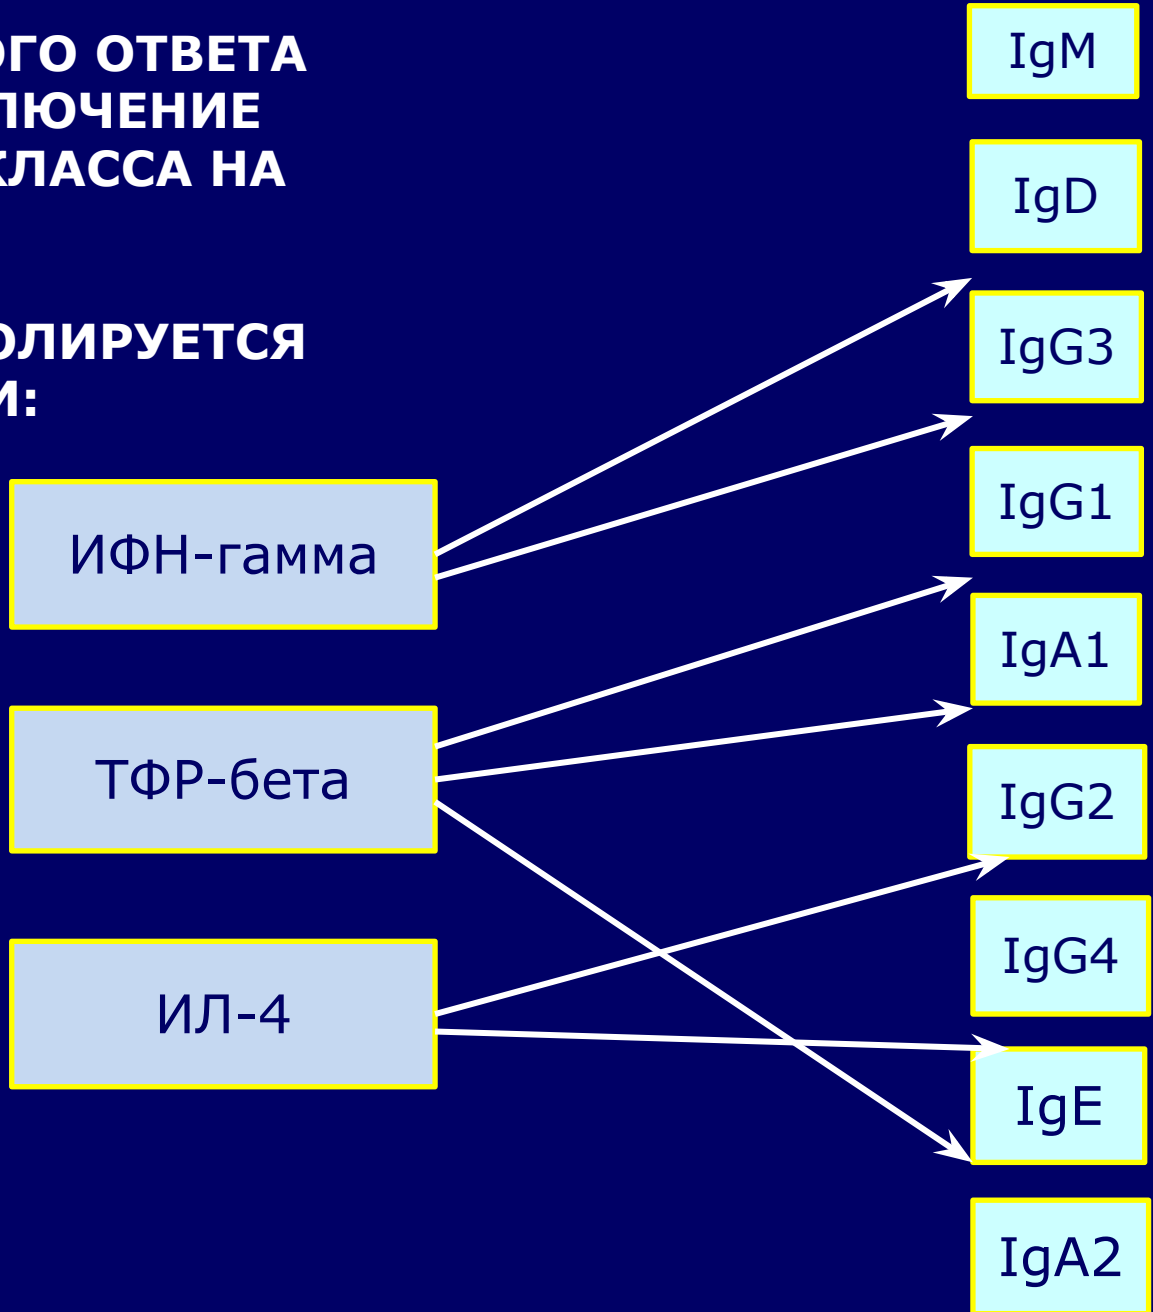 ОГО ОТВЕТА
ЛЮЧЕНИЕ
КЛАССА НА
ОЛИРУЕТСЯ
И:
ИФН-гамма
ТФР-бета
ИЛ-4
IgM
IgD
IgG3
IgG1
IgA1
IgG2
IgG4
IgE
IgA2